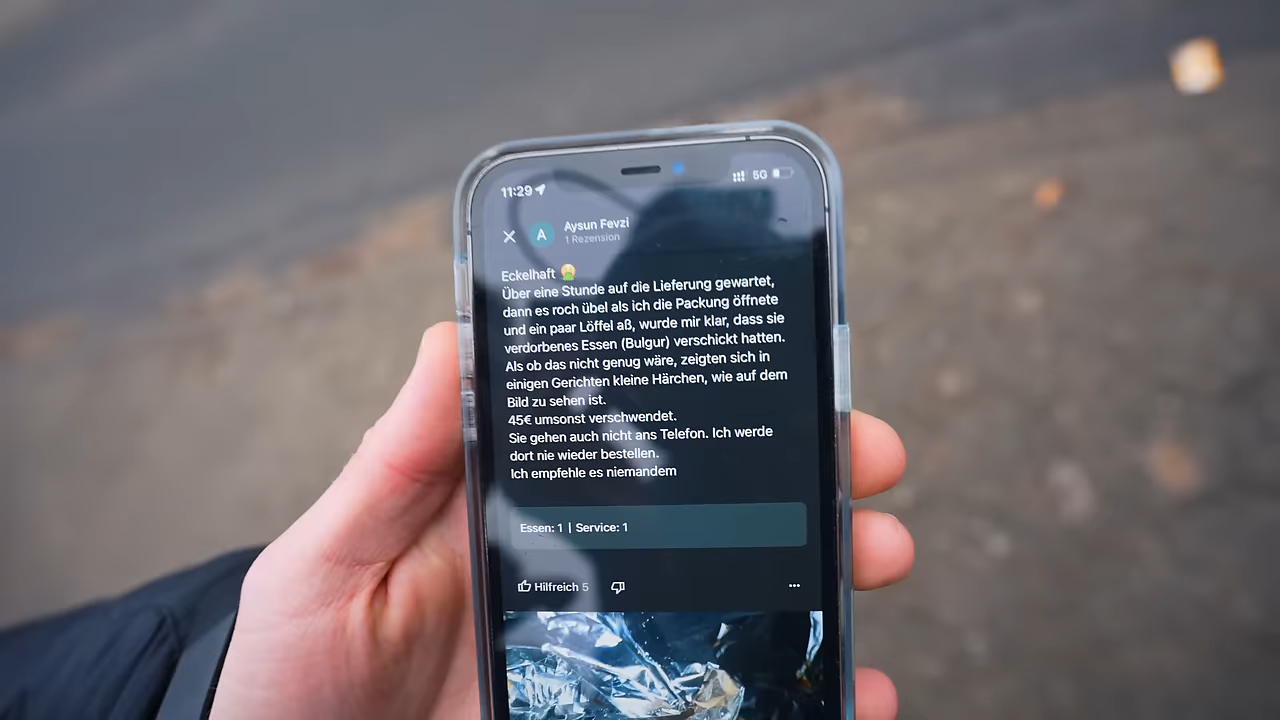 11:29
5G
A
Aysun Fevzi
1 Rezension
Eckelhaft 🤮
Über eine Stunde auf die Lieferung gewartet,
dann es roch übel als ich die Packung öffnete
und ein paar Löffel aß, wurde mir klar, dass sie
verdorbenes Essen (Bulgur) verschickt hatten.
Als ob das nicht genug wäre, zeigten sich in
einigen Gerichten kleine Härchen, wie auf dem
Bild zu sehen ist.
45€ umsonst verschwendet.
Sie gehen auch nicht ans Telefon. Ich werde
dort nie wieder bestellen.
Ich empfehle es niemandem
Essen: 1 | Service: 1
Hilfreich 5